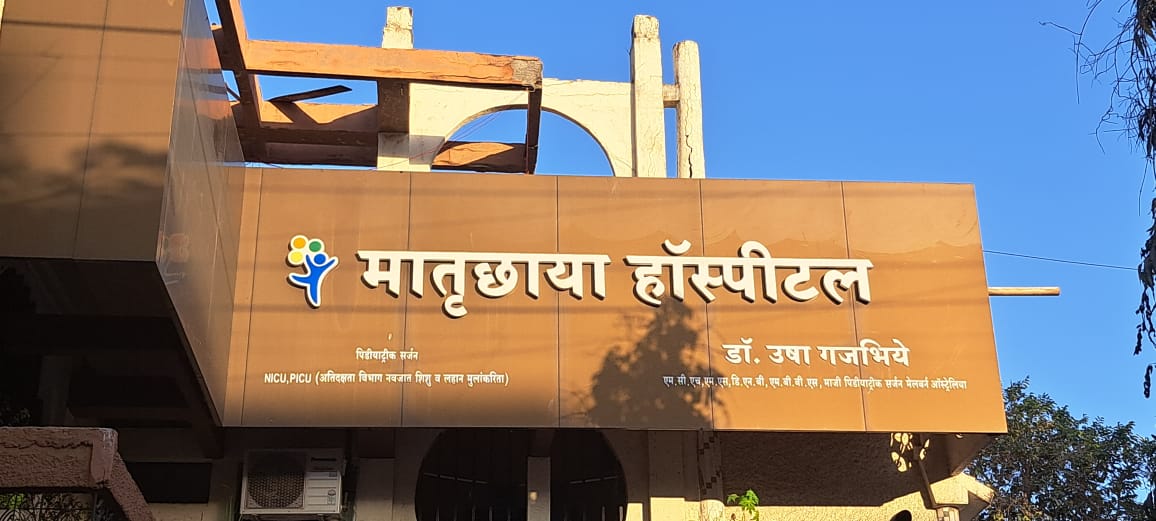 मातृछाया हॉस्पीटल
पिडीयाट्रीक सर्जन
NICU,PICU (अतिदक्षता विभाग नवजात शिशु व लहान मुलांकरिता)
डॉ. उषा गजभिये
एम.सी.एच,एम.एस,डि.एन.बी,एम.बी.बी.एस, माजी पिडीयाट्रीक सर्जन मेलबर्न ऑस्ट्रेलिया
Panasonic